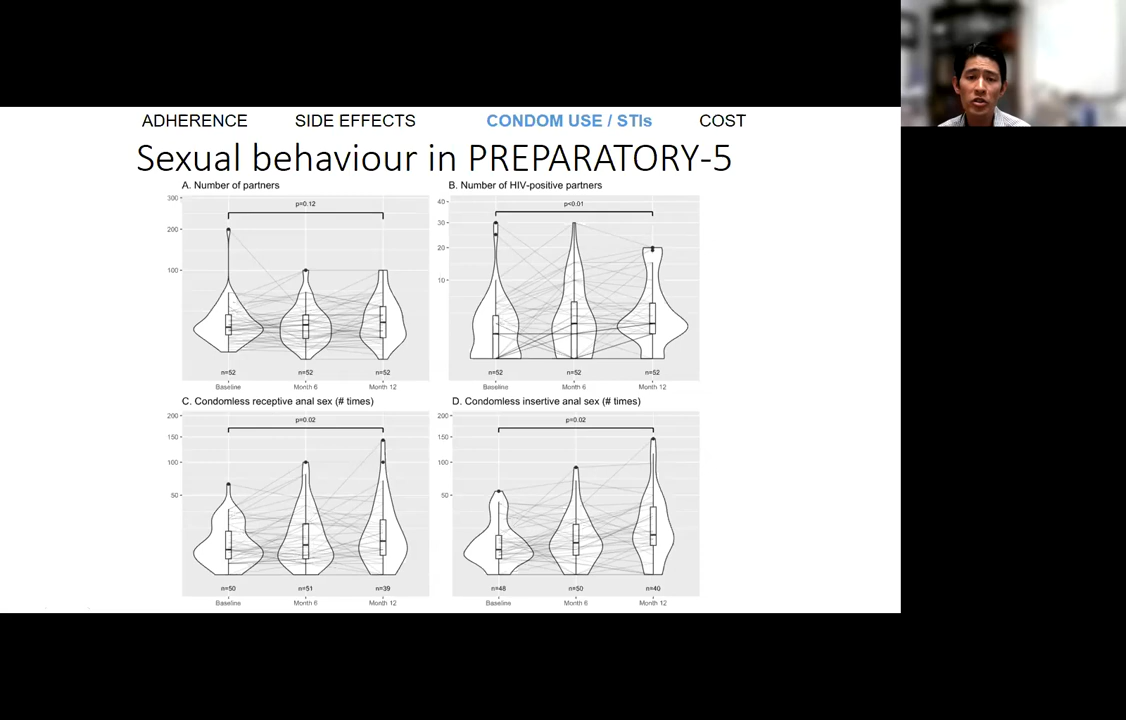 ADHERENCE SIDE EFFECTS CONDOM USE / STIs COST
Sexual behaviour in PREPARATORY-5
A. Number of partners
300
200
100
p=0.12
n=52 n=52 n=52
Baseline Month 6 Month 12
B. Number of HIV-positive partners
40
30
20
10
p<0.01
n=52 n=52 n=52
Baseline Month 6 Month 12
C. Condomless receptive anal sex (# times)
200
150
100
50
p=0.02
n=50 n=51 n=39
Baseline Month 6 Month 12
D. Condomless insertive anal sex (# times)
200
150
100
50
p=0.02
n=48 n=50 n=40
Baseline Month 6 Month 12